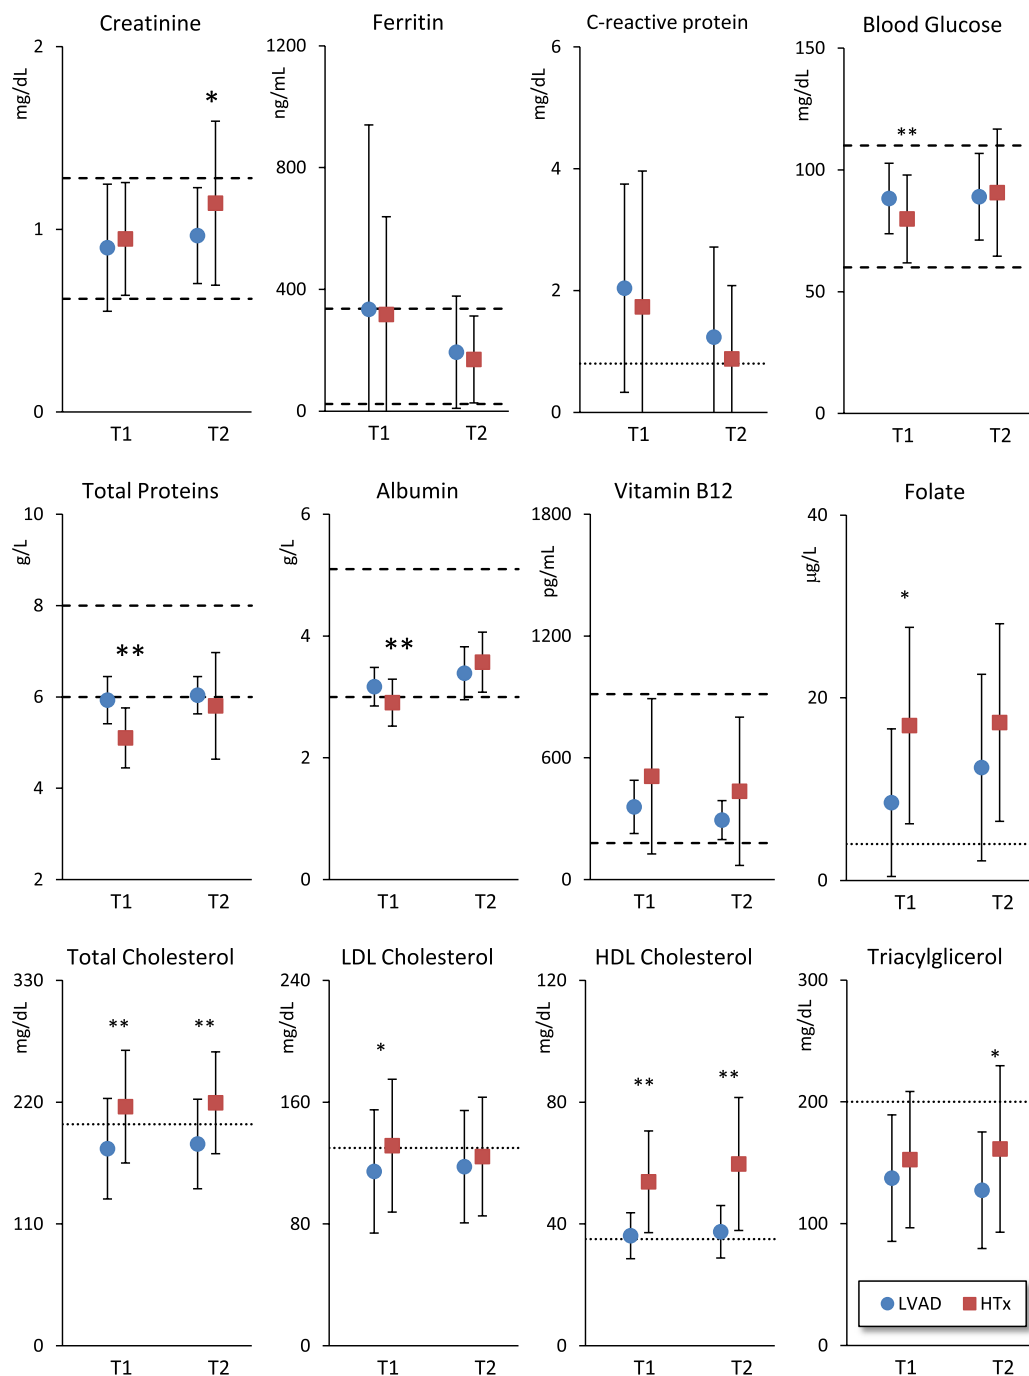 Creatinine
mg/dL
2
1
0
*
T1 T2
Ferritin
ng/mL
1200
800
400
0
T1 T2
C-reactive protein
mg/dL
6
4
2
0
T1 T2
Blood Glucose
mg/dL
150
100
50
0
**
T1 T2
Total Proteins
g/L
10
8
6
4
2
**
T1 T2
Albumin
g/L
6
4
2
0
**
T1 T2
Vitamin B12
pg/mL
1800
1200
600
0
T1 T2
Folate
µg/L
40
20
0
*
T1 T2
Total Cholesterol
mg/dL
330
220
110
0
** **
T1 T2
LDL Cholesterol
mg/dL
240
160
80
0
*
T1 T2
HDL Cholesterol
mg/dL
120
80
40
0
** **
T1 T2
Triacylglicerol
mg/dL
300
200
100
0
*
LVAD HTx
T1 T2